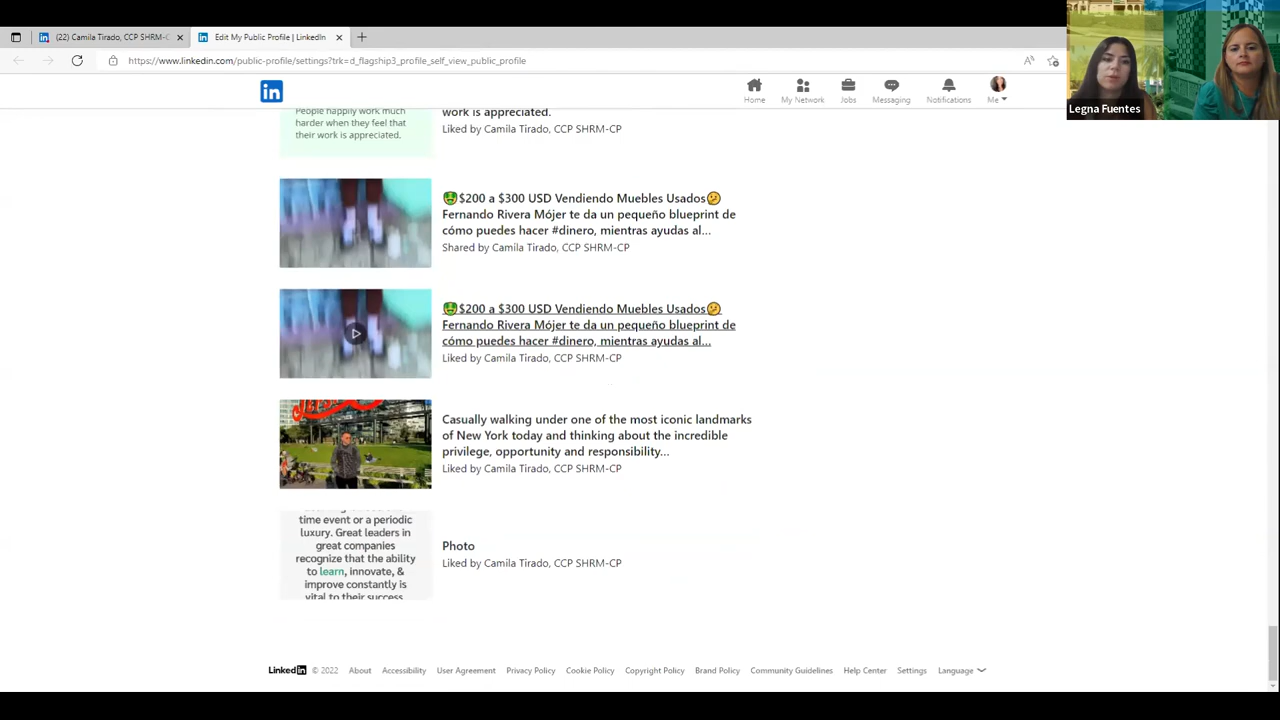 (22) Camila Tirado, CCP SHRM-C
Edit My Public Profile | LinkedIn
https://www.linkedin.com/public-profile/settings?trk=d_flagship3_profile_self_view_public_profile
Legna Fuentes
in
Home
My Network
Jobs
Messaging
Notifications
Me
People happily work much
harder when they feel that
their work is appreciated.
work is appreciated.
Liked by Camila Tirado, CCP SHRM-CP
🤑$200 a $300 USD Vendiendo Muebles Usados🤔
Fernando Rivera Mójer te da un pequeño blueprint de
cómo puedes hacer #dinero, mientras ayudas al...
Shared by Camila Tirado, CCP SHRM-CP
🤑$200 a $300 USD Vendiendo Muebles Usados🤔
Fernando Rivera Mójer te da un pequeño blueprint de
cómo puedes hacer #dinero, mientras ayudas al...
Liked by Camila Tirado, CCP SHRM-CP
Casually walking under one of the most iconic landmarks
of New York today and thinking about the incredible
privilege, opportunity and responsibility...
Liked by Camila Tirado, CCP SHRM-CP
time event or a periodic
luxury. Great leaders in
great companies
recognize that the ability
to learn, innovate, &
improve constantly is
vital to their success
Photo
Liked by Camila Tirado, CCP SHRM-CP
LinkedIn © 2022 About Accessibility User Agreement Privacy Policy Cookie Policy Copyright Policy Brand Policy Community Guidelines Help Center Settings Language